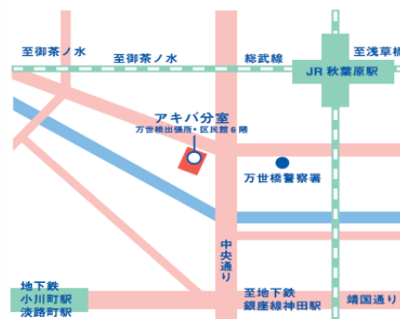 至御茶ノ水
至御茶ノ水
総武線
至浅草橋
JR 秋葉原駅
アキバ分室
万世橋出張所・区民館6階
万世橋警察署
中央通り
地下鉄
小川町駅
淡路町駅
至地下鉄
銀座線神田駅
靖国通り